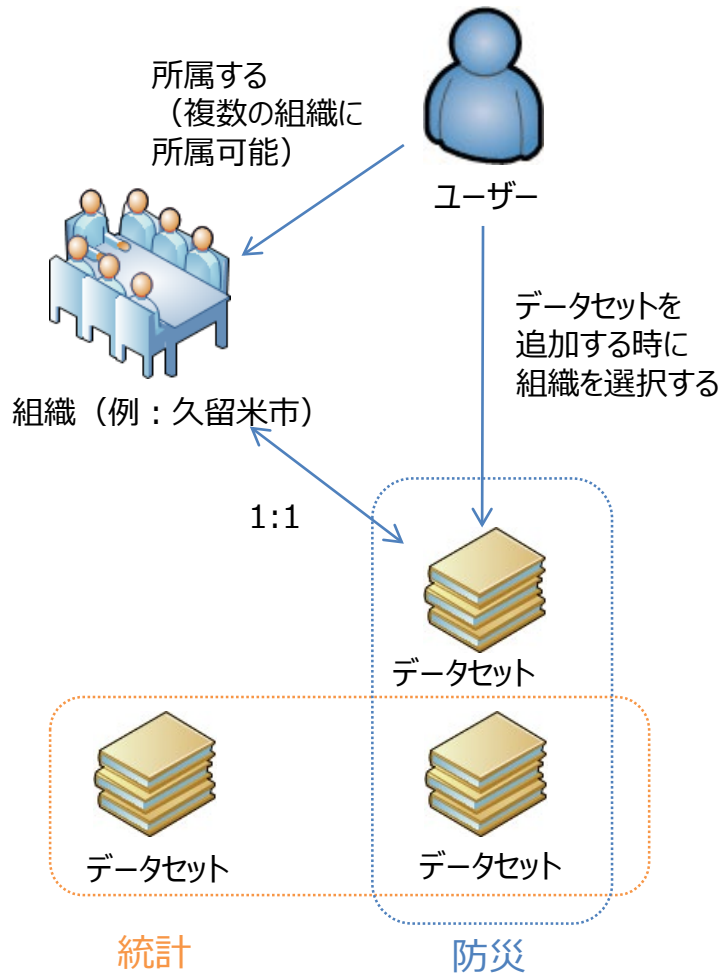 所属する
（複数の組織に
所属可能）
ユーザー
データセットを
追加する時に
組織を選択する
組織（例：久留米市）
1:1
データセット
データセット
データセット
統計
防災